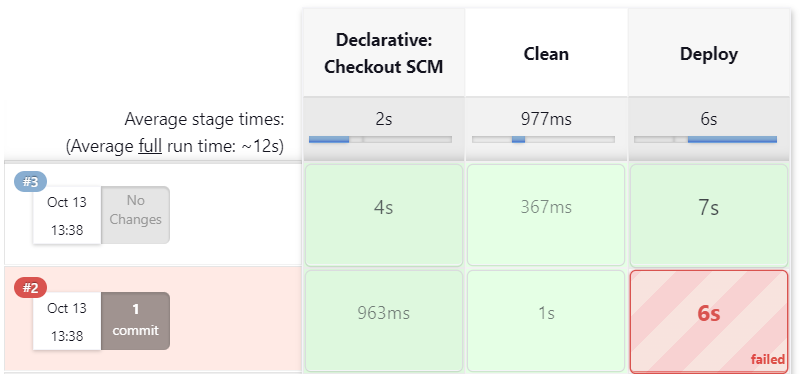 Declarative:
Checkout SCM
Clean
Deploy
Average stage times:
(Average full run time: ~12s)
2s
977ms
6s
#3
Oct 13
13:38
No
Changes
4s
367ms
7s
#2
Oct 13
13:38
1
commit
963ms
1s
6s
failed